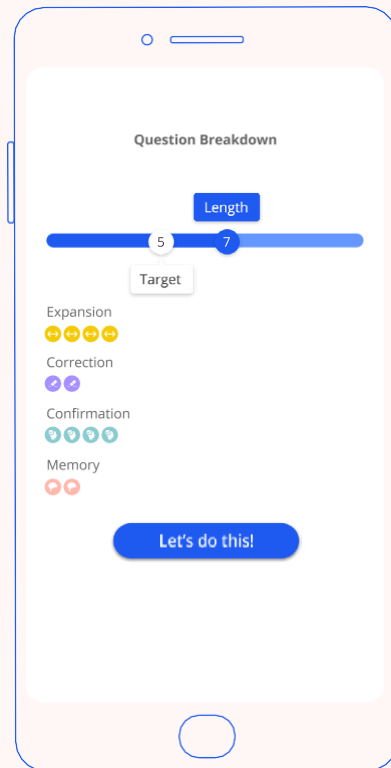 Question Breakdown
Length
5
7
Target
Expansion
Correction
Confirmation
Memory
Let's do this!